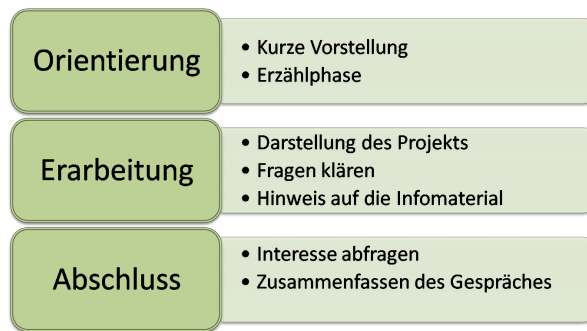 Orientierung
• Kurze Vorstellung
• Erzählphase
Erarbeitung
• Darstellung des Projekts
• Fragen klären
• Hinweis auf die Infomaterial
Abschluss
• Interesse abfragen
• Zusammenfassen des Gespräches